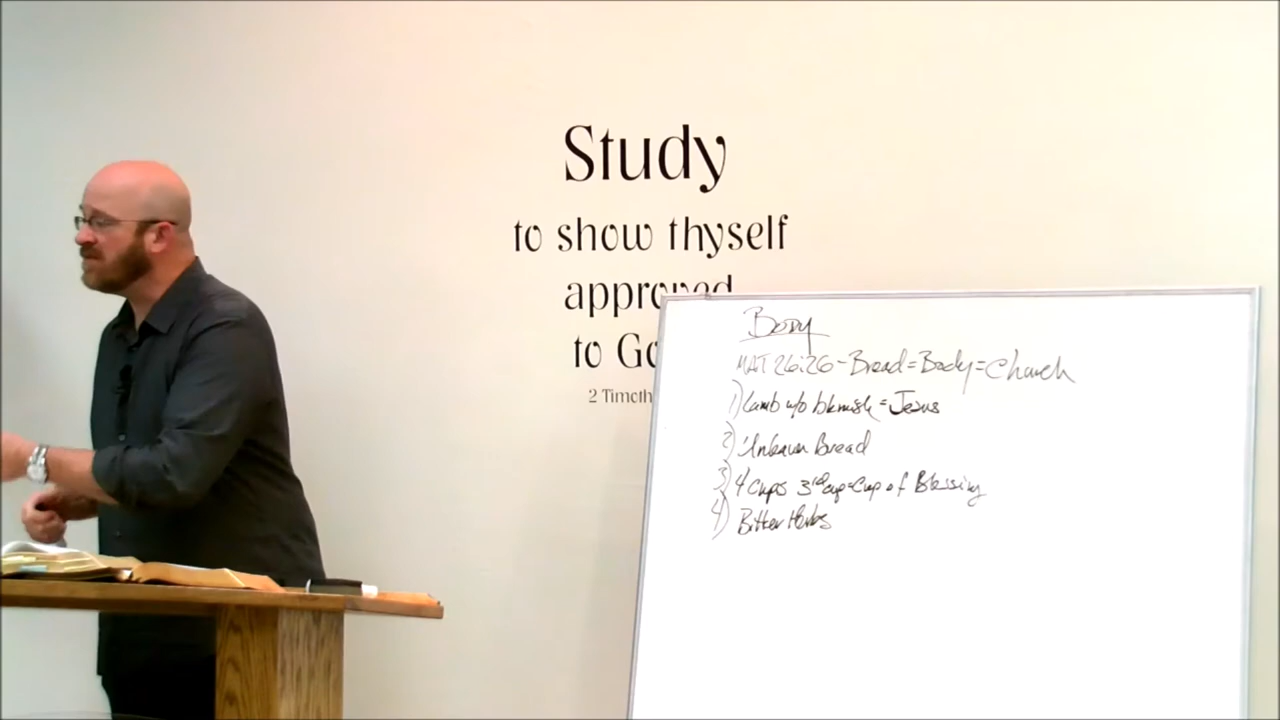 Study
to show thyself
approved
to Go
2 Timoth
Body
MAT 26:26 - Bread = Body = Church
1) Lamb w/o blemish = Jesus
2) Unleaven Bread
3) 4 Cups 3rd cup = Cup of Blessing
4) Bitter Herbs